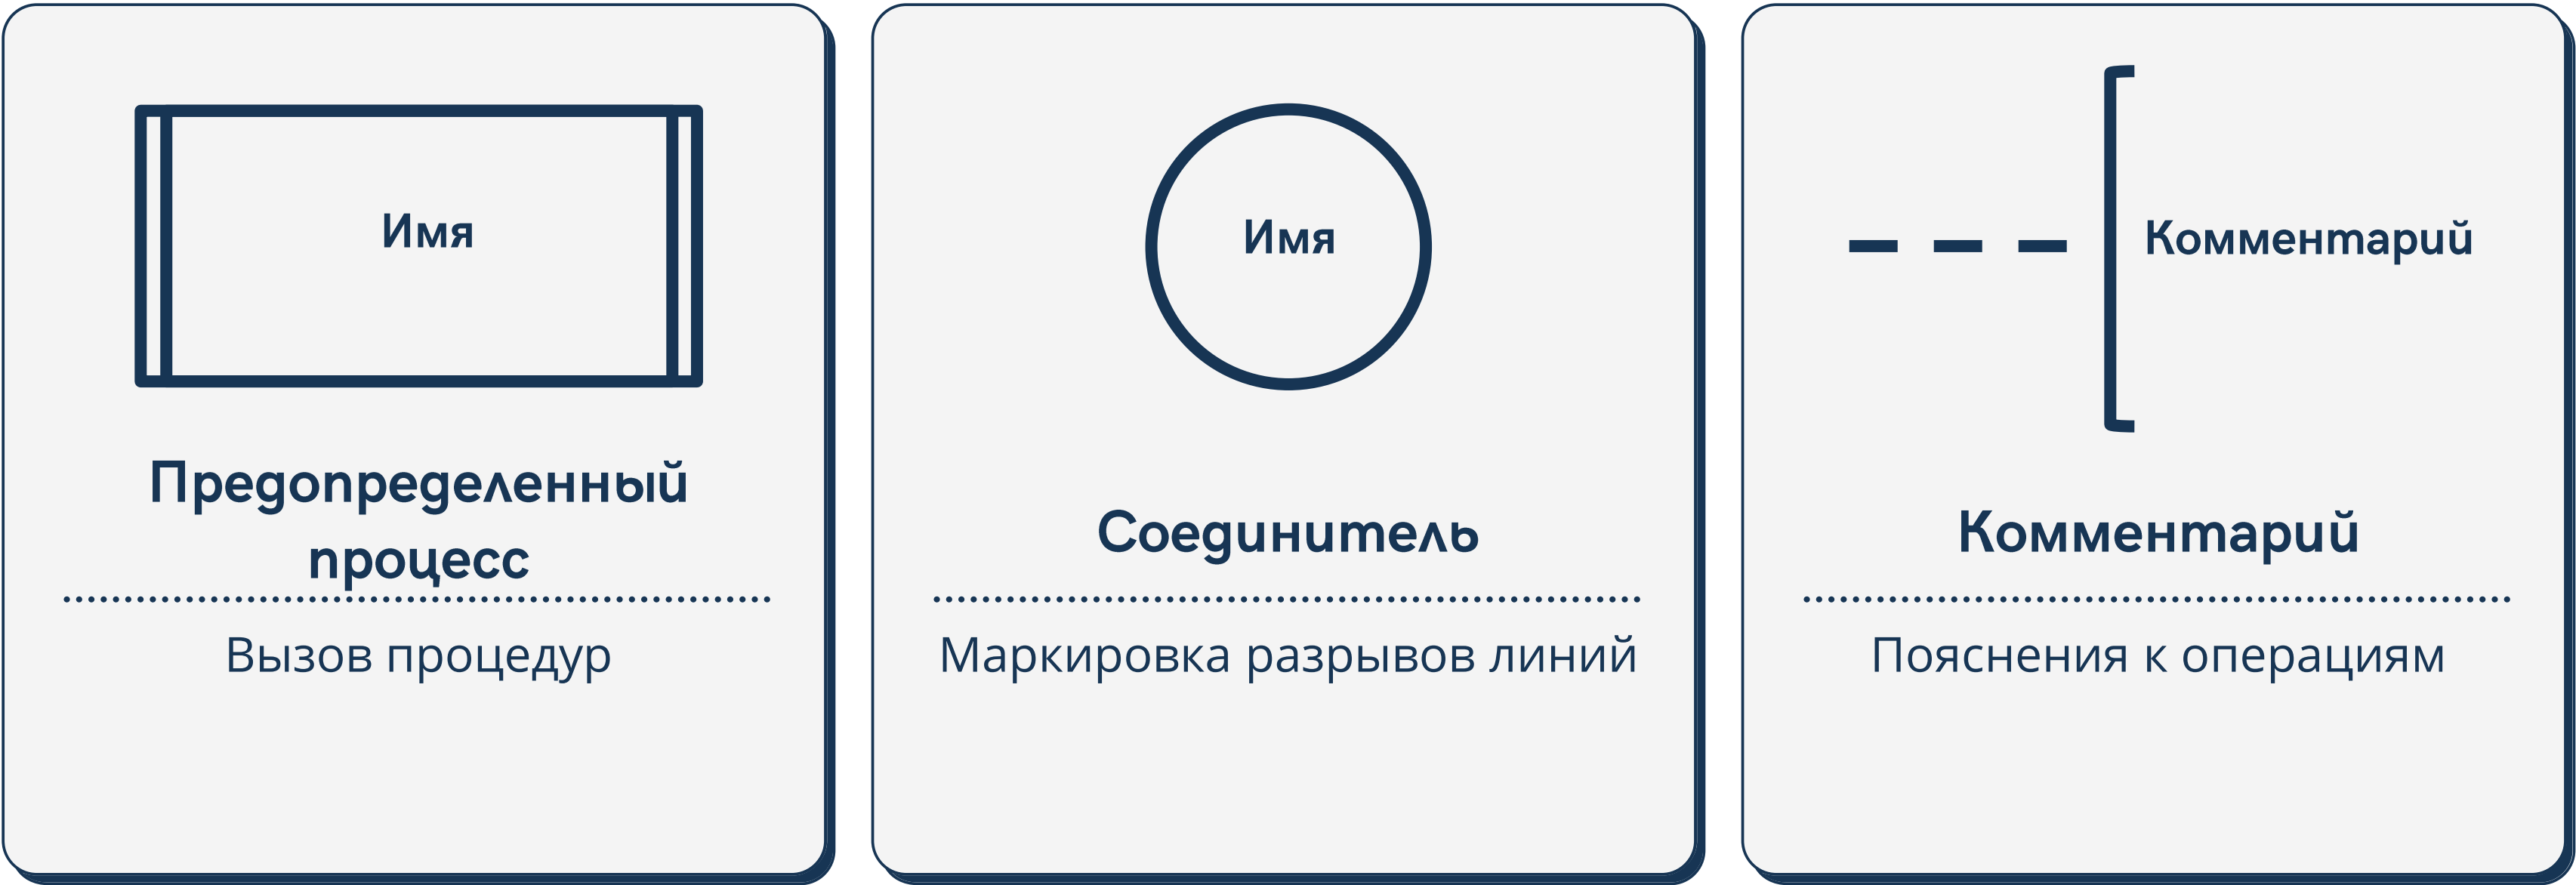 Имя
Предопределенный
процесс
Вызов процедур
Имя
Соединитель
Маркировка разрывов линий
Комментарий
Комментарий
Пояснения к операциям